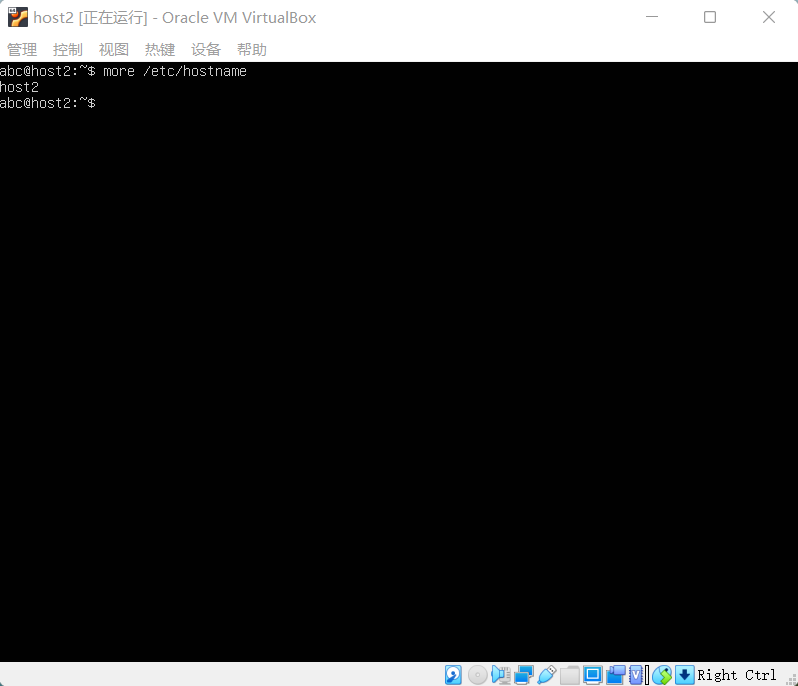 host2 [正在运行] - Oracle VM VirtualBox
管理 控制 视图 热键 设备 帮助
abc@host2:~$ more /etc/hostname
host2
abc@host2:~$
Right Ctrl